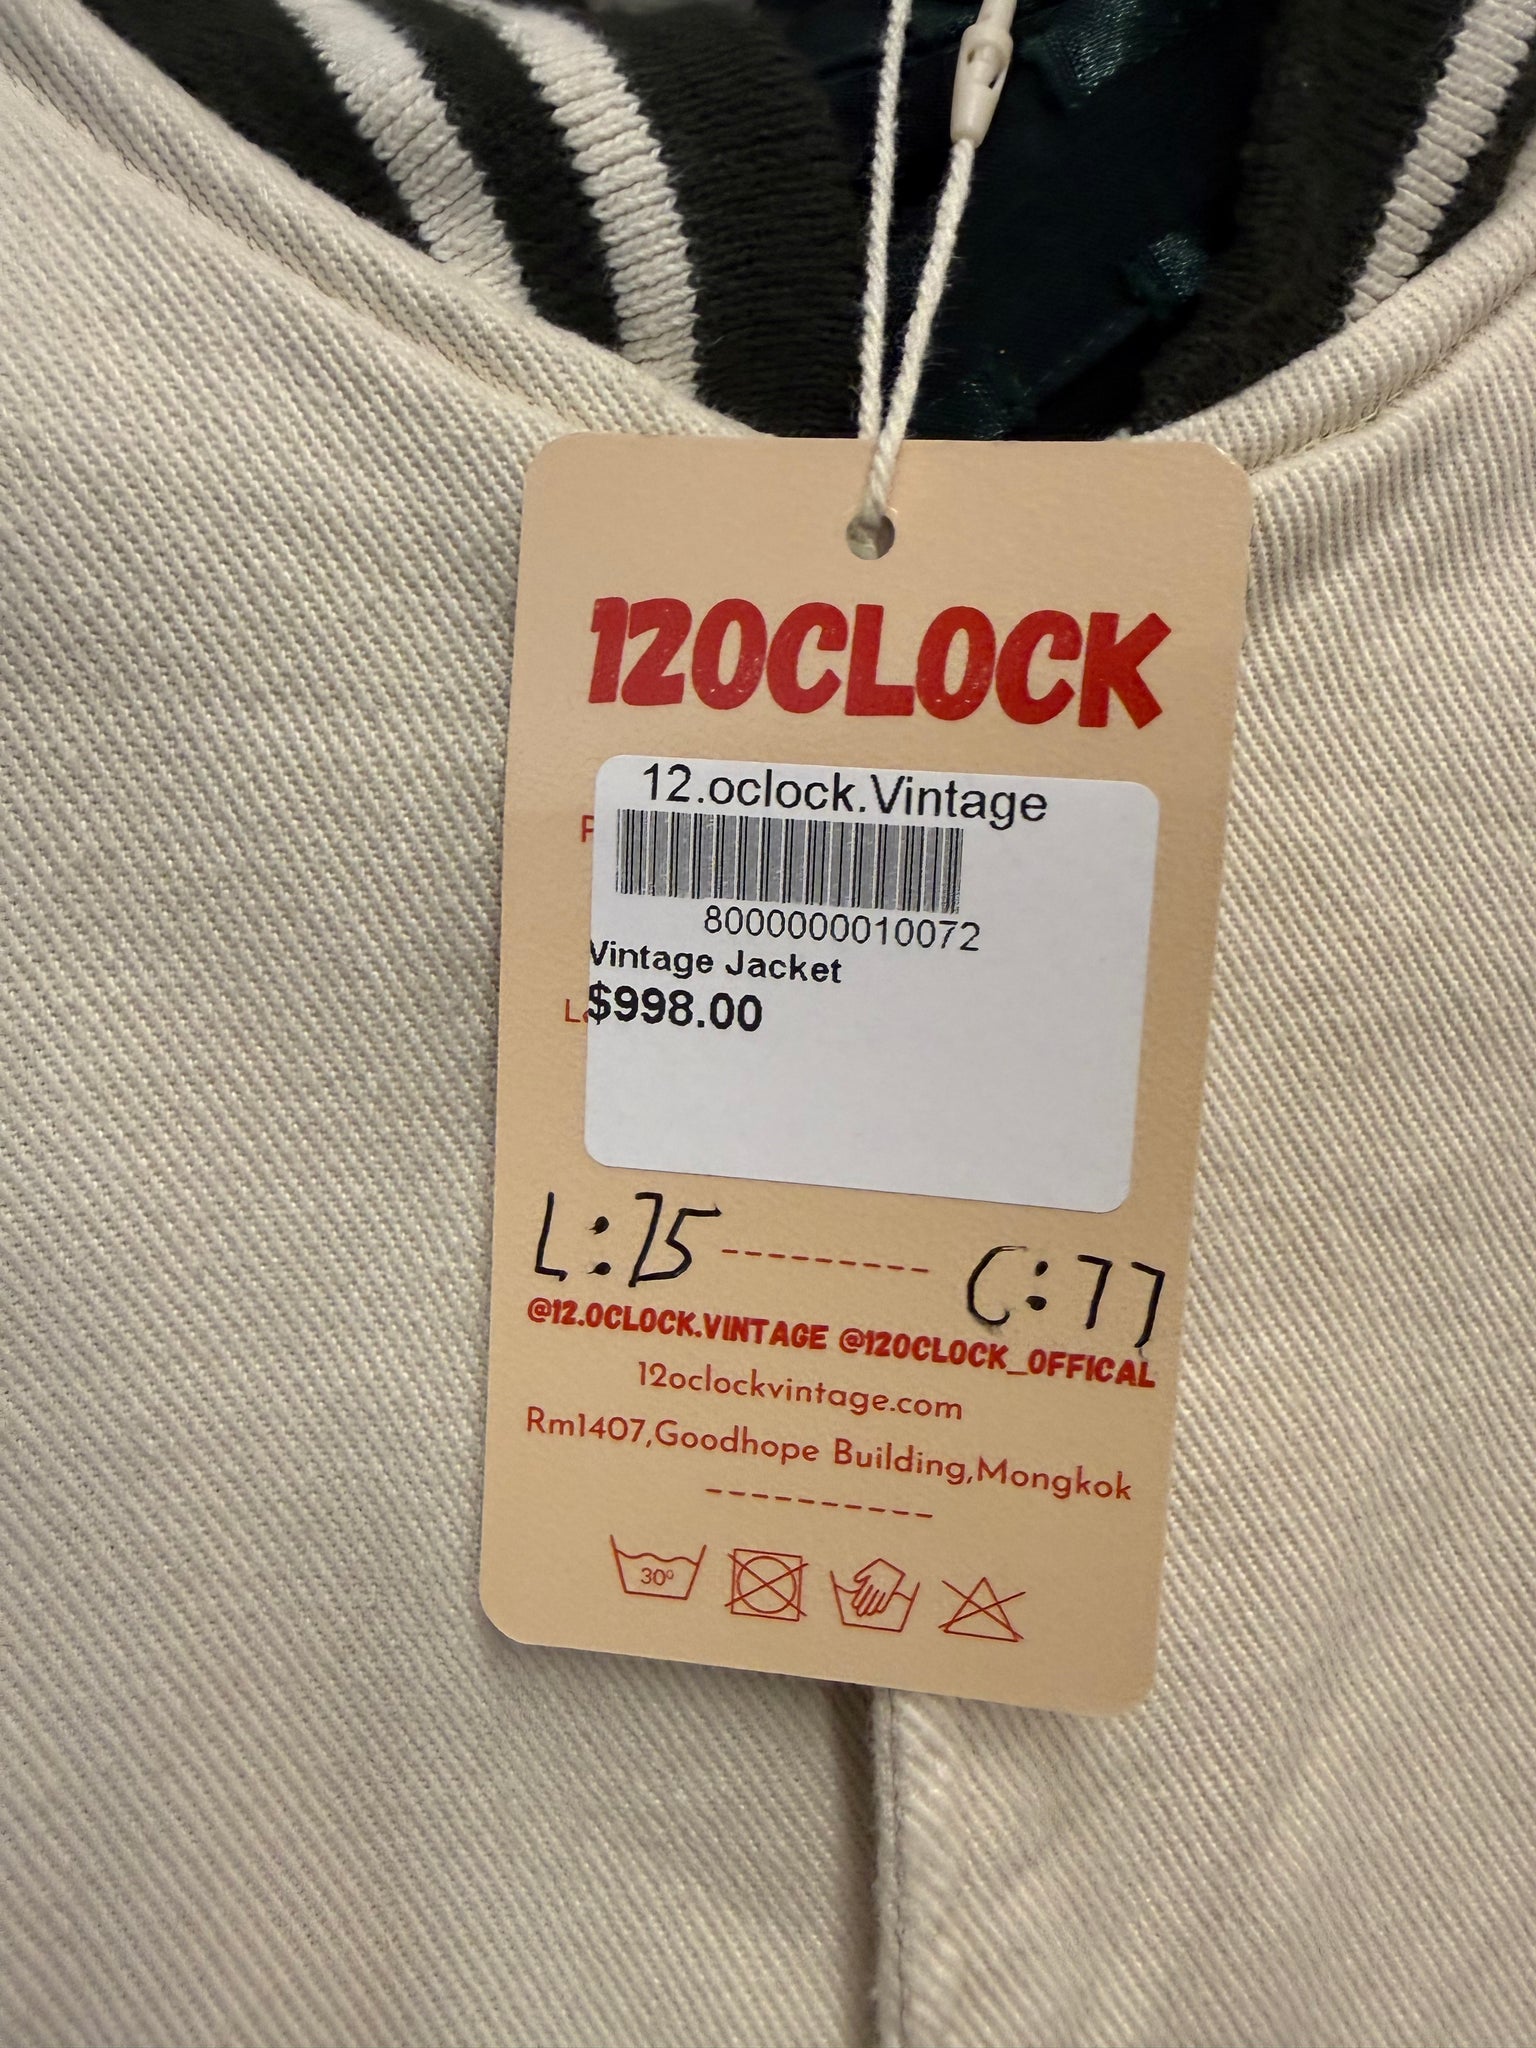 12OCLOCK
12.oclock.Vintage
8000000010072
Vintage Jacket
$998.00
L:75 --------- C:77
@12.OCLOCK.VINTAGE @12OCLOCK_OFFICAL
12oclockvintage.com
Rm1407,Goodhope Building,Mongkok
----------
30°